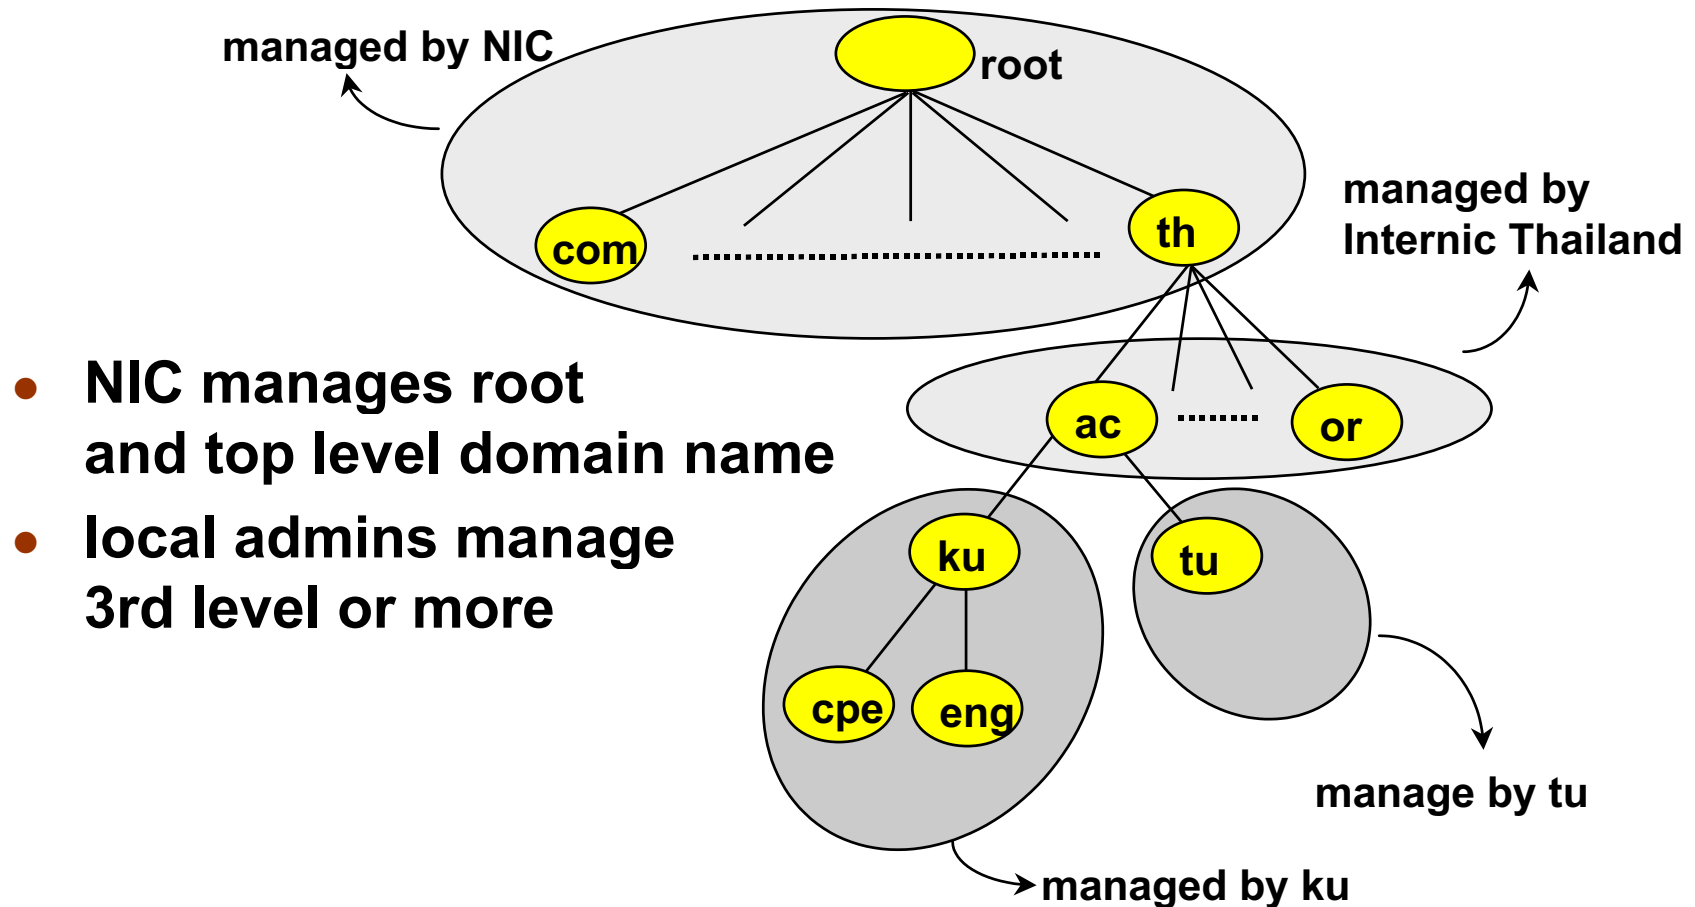 managed by NIC
root
com
th
managed by
Internic Thailand
● NIC manages root
and top level domain name
● local admins manage
3rd level or more
ac
or
ku
tu
cpe
eng
manage by tu
managed by ku